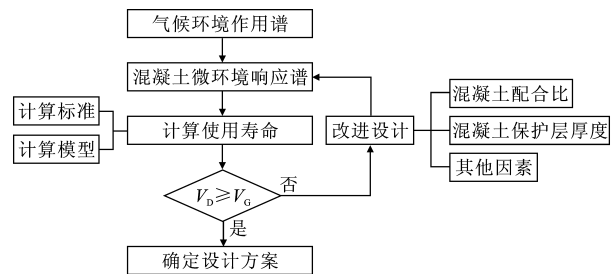 气候环境作用谱
混凝土微环境响应谱
计算标准
计算模型
计算使用寿命
改进设计
混凝土配合比
混凝土保护层厚度
其他因素
V_D≥V_G
否
是
确定设计方案